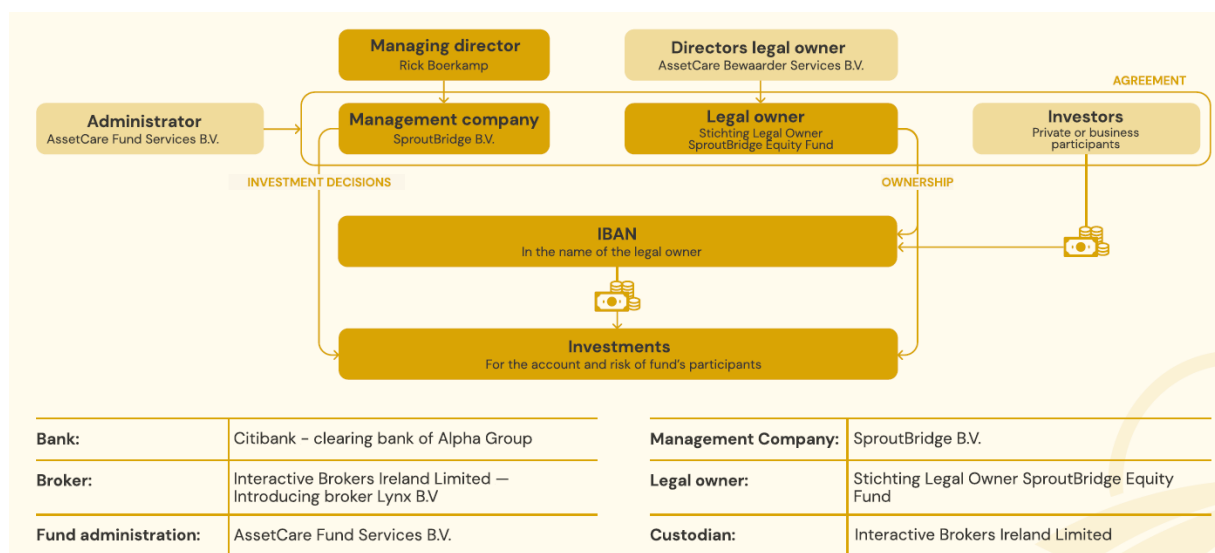 Managing director
Rick Boerkamp
Directors legal owner
AssetCare Bewaarder Services B.V.
AGREEMENT
Administrator
AssetCare Fund Services B.V.
Management company
SproutBridge B.V.
Legal owner
Stichting Legal Owner
SproutBridge Equity Fund
Investors
Private or business
participants
INVESTMENT DECISIONS
OWNERSHIP
IBAN
In the name of the legal owner
Investments
For the account and risk of fund's participants
Bank:
Citibank - clearing bank of Alpha Group
Broker:
Interactive Brokers Ireland Limited —
Introducing broker Lynx B.V
Fund administration:
AssetCare Fund Services B.V.
Management Company:
SproutBridge B.V.
Legal owner:
Stichting Legal Owner SproutBridge Equity
Fund
Custodian:
Interactive Brokers Ireland Limited